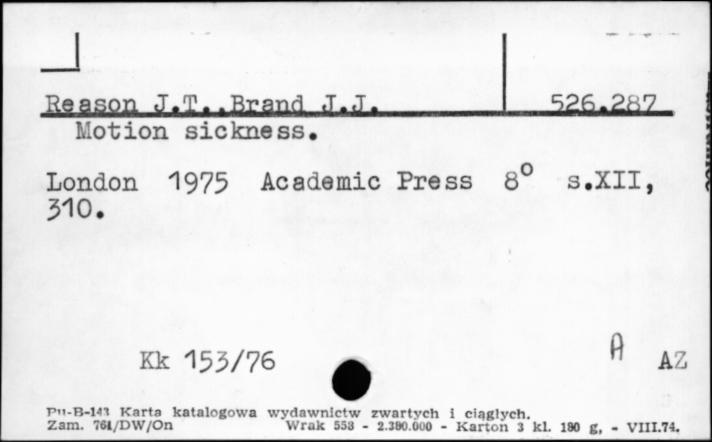 Reason J.T., Brand J.J. 526.287
Motion sickness.
London 1975 Academic Press 8° s.XII,
310.
Kk 153/76 A AZ
Pu-B-143 Karta katalogowa wydawnictw zwartych i ciągłych.
Zam. 761/DW/On Wrak 553 - 2.380.000 - Karton 3 kl. 180 g, - VIII.74.